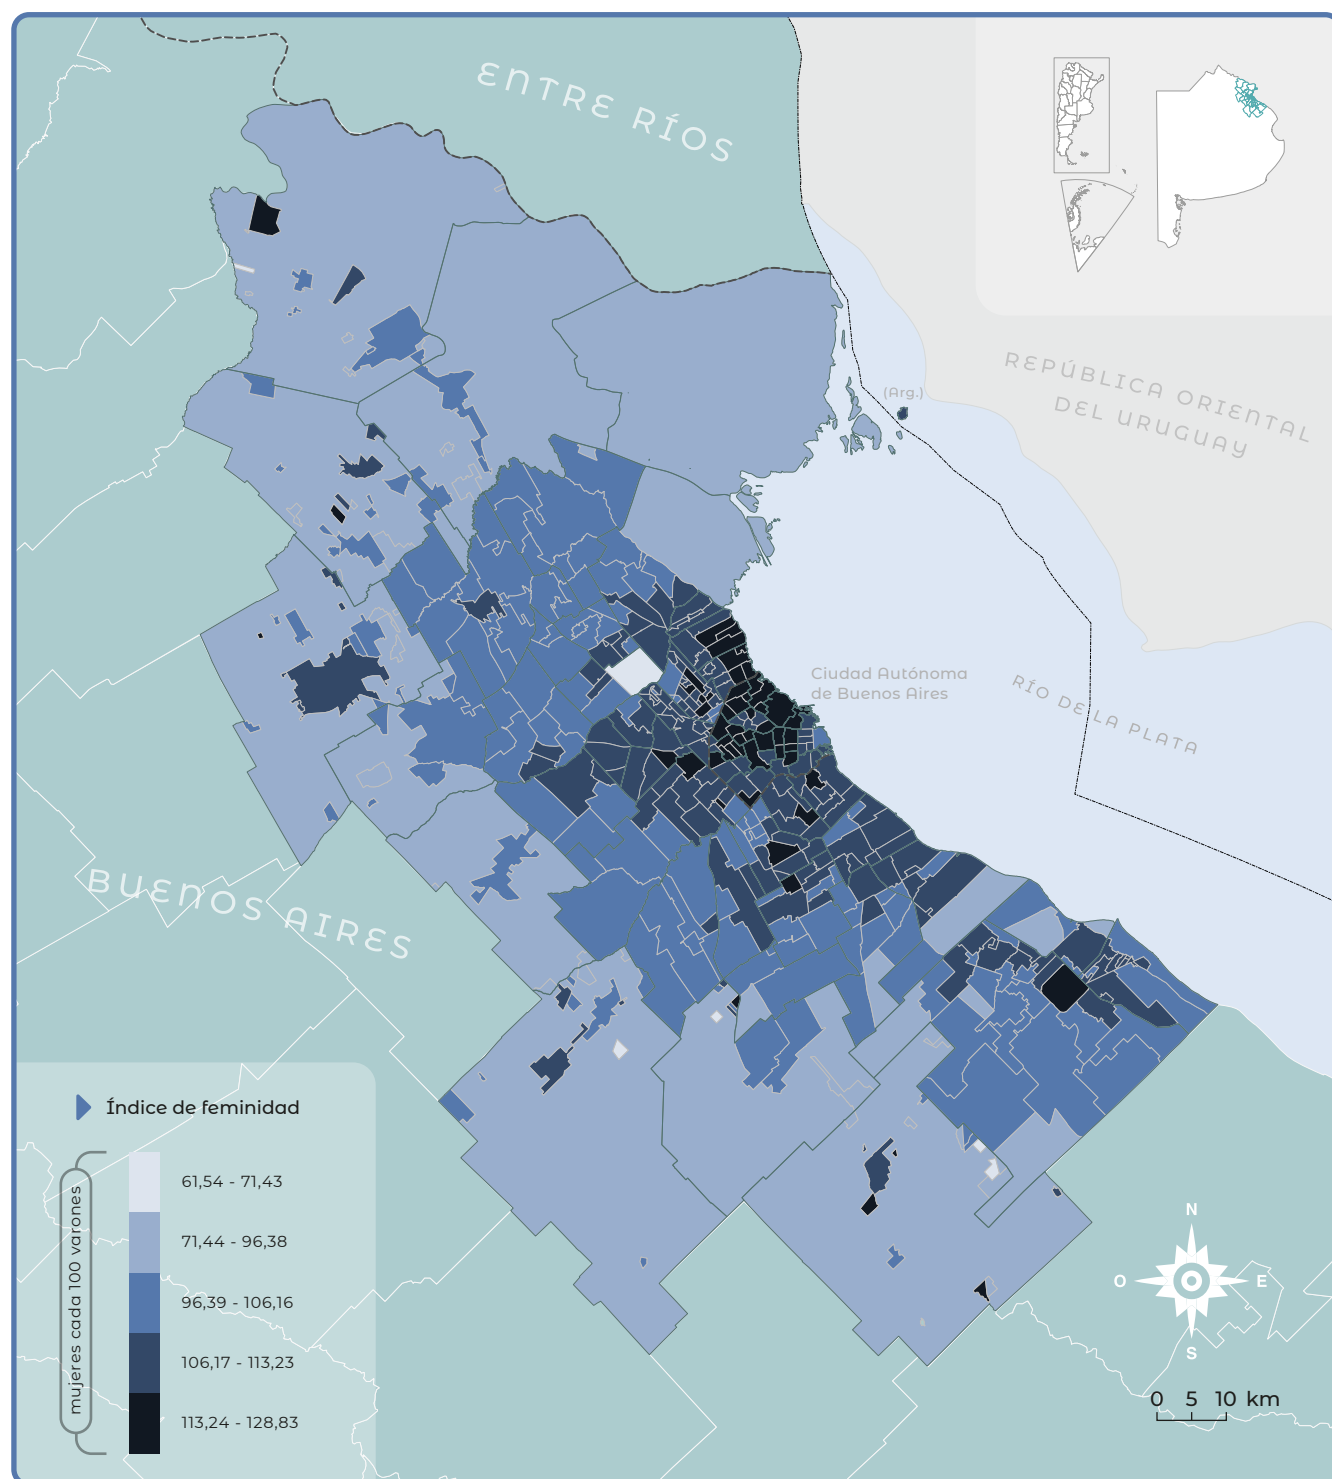 ENTRE RÍOS
REPÚBLICA ORIENTAL
DEL URUGUAY
(Arg.)
Ciudad Autónoma
de Buenos Aires
RÍO DE LA PLATA
BUENOS AIRES
Índice de feminidad
mujeres cada 100 varones
61,54 - 71,43
71,44 - 96,38
96,39 - 106,16
106,17 - 113,23
113,24 - 128,83
N
O
E
S
0 5 10 km